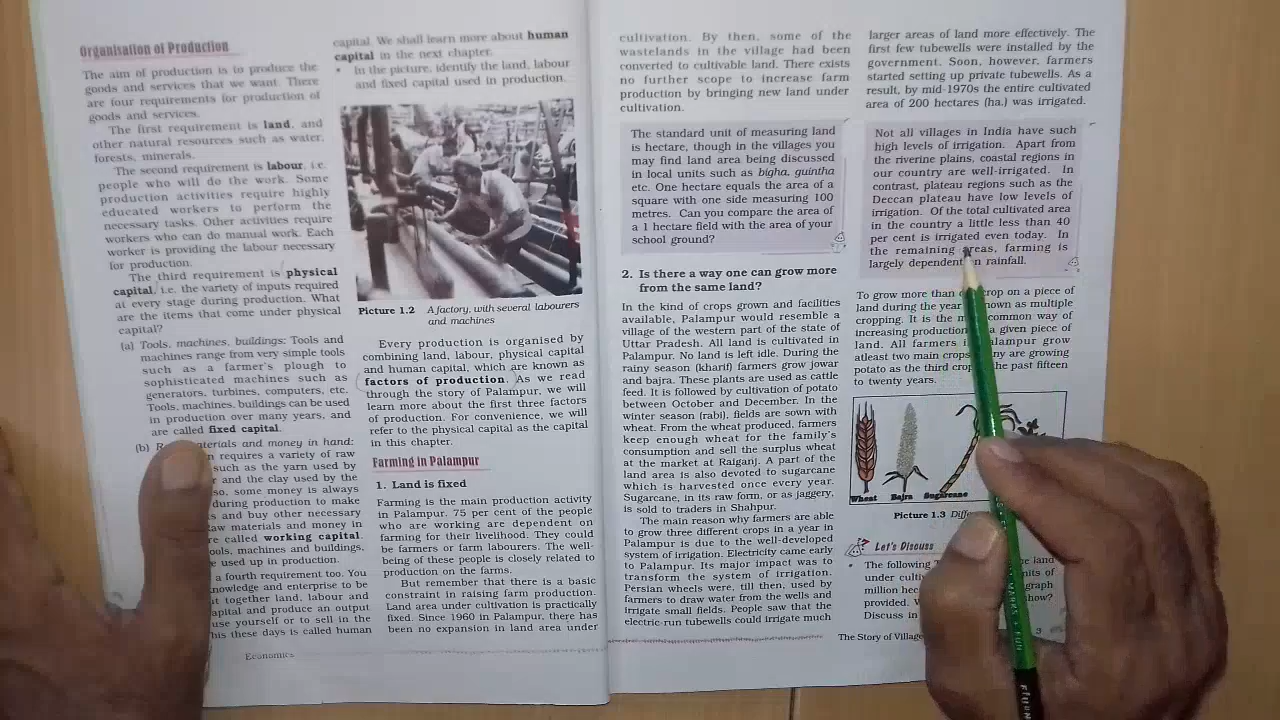 Organisation of Production
The aim of production is to produce the
goods and services that we want. There
are four requirements for production of
goods and services.
The first requirement is land, and
other natural resources such as water,
forests, minerals.
The second requirement is labour, i.e.
people who will do the work. Some
production activities require highly
educated workers to perform the
necessary tasks. Other activities require
workers who can do manual work. Each
worker is providing the labour necessary
for production.
The third requirement is physical
capital, i.e. the variety of inputs required
at every stage during production. What
are the items that come under physical
capital?
(a) Tools, machines, buildings: Tools and
machines range from very simple tools
such as a farmer's plough to
sophisticated machines such as
generators, turbines, computers, etc.
Tools, machines, buildings can be used
in production over many years, and
are called fixed capital.
(b) materials and money in hand:
requires a variety of raw
such as the yarn used by
and the clay used by the
some money is always
during production to make
and buy other necessary
materials and money in
called working capital.
machines and buildings,
used up in production.
a fourth requirement too. You
knowledge and enterprise to be
together land, labour and
and produce an output
use yourself or to sell in the
this these days is called human
Economics
capital. We shall learn more about human
capital in the next chapter.
• In the picture, identify the land, labour
and fixed capital used in production.
Picture 1.2 A factory, with several labourers
and machines
Every production is organised by
combining land, labour, physical capital
and human capital, which are known as
factors of production. As we read
through the story of Palampur, we will
learn more about the first three factors
of production. For convenience, we will
refer to the physical capital as the capital
in this chapter.
Farming in Palampur
1. Land is fixed
Farming is the main production activity
in Palampur. 75 per cent of the people
who are working are dependent on
farming for their livelihood. They could
be farmers or farm labourers. The well-
being of these people is closely related to
production on the farms.
But remember that there is a basic
constraint in raising farm production.
Land area under cultivation is practically
fixed. Since 1960 in Palampur, there has
been no expansion in land area under
cultivation. By then, some of the
wastelands in the village had been
converted to cultivable land. There exists
no further scope to increase farm
production by bringing new land under
cultivation.
The standard unit of measuring land
is hectare, though in the villages you
may find land area being discussed
in local units such as bigha, guintha
etc. One hectare equals the area of a
square with one side measuring 100
metres. Can you compare the area of
a 1 hectare field with the area of your
school ground?
2. Is there a way one can grow more
from the same land?
In the kind of crops grown and facilities
available, Palampur would resemble a
village of the western part of the state of
Uttar Pradesh. All land is cultivated in
Palampur. No land is left idle. During the
rainy season (kharif) farmers grow jowar
and bajra. These plants are used as cattle
feed. It is followed by cultivation of potato
between October and December. In the
winter season (rabi), fields are sown with
wheat. From the wheat produced, farmers
keep enough wheat for the family's
consumption and sell the surplus wheat
at the market at Raiganj. A part of the
land area is also devoted to sugarcane
which is harvested once every year.
Sugarcane, in its raw form, or as jaggery,
is sold to traders in Shahpur.
The main reason why farmers are able
to grow three different crops in a year in
Palampur is due to the well-developed
system of irrigation. Electricity came early
to Palampur. Its major impact was to
transform the system of irrigation.
Persian wheels were, till then, used by
farmers to draw water from the wells and
irrigate small fields. People saw that the
electric-run tubewells could irrigate much
larger areas of land more effectively. The
first few tubewells were installed by the
government. Soon, however, farmers
started setting up private tubewells. As a
result, by mid-1970s the entire cultivated
area of 200 hectares (ha.) was irrigated.
Not all villages in India have such
high levels of irrigation. Apart from
the riverine plains, coastal regions in
our country are well-irrigated. In
contrast, plateau regions such as the
Deccan plateau have low levels of
irrigation. Of the total cultivated area
in the country a little less than 40
per cent is irrigated even today. In
the remaining areas, farming is
largely dependent rainfall.
To grow more than crop on a piece of
land during the year known as multiple
cropping. It is the common way of
increasing production a given piece of
land. All farmers Palampur grow
atleast two main crops are growing
potato as the third crop the past fifteen
to twenty years.
Wheat Bajra Sugarcane
Picture 1.3
Let's Discuss
• The following land
under units of
million graph
provided. show?
Discuss in
The Story of Village
3